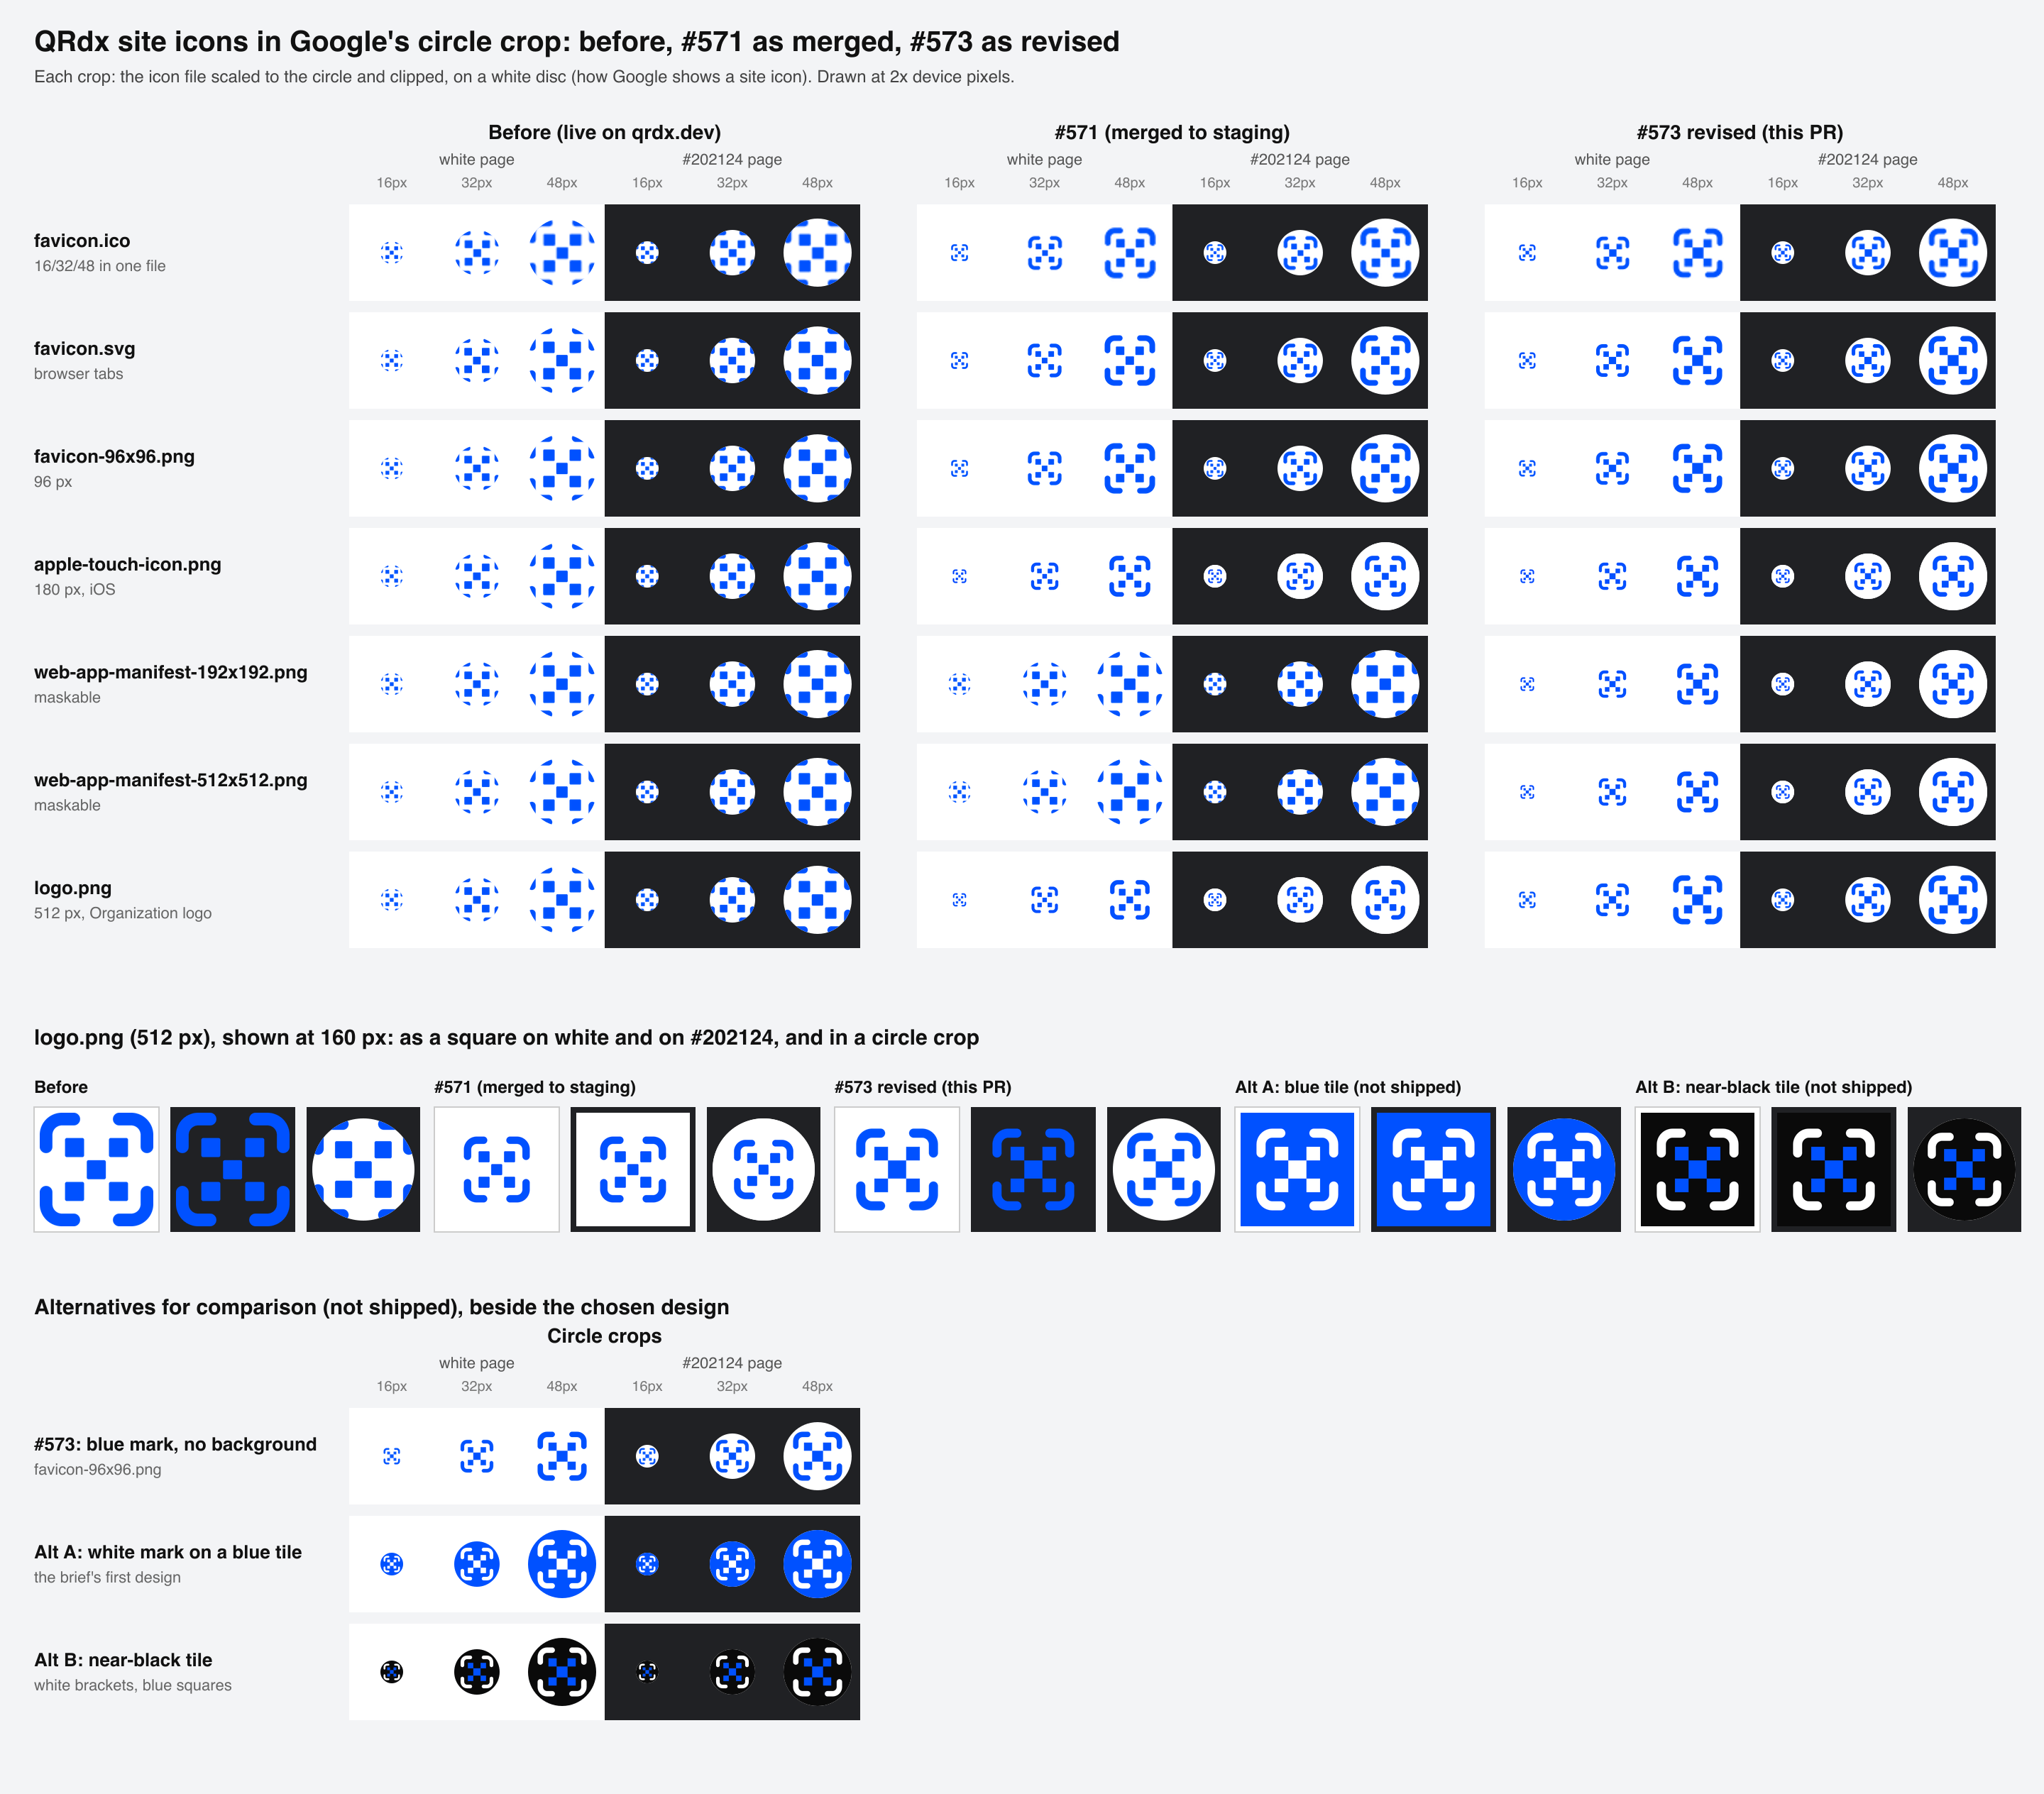 QRdx site icons in Google's circle crop: before, #571 as merged, #573 as revised
Each crop: the icon file scaled to the circle and clipped, on a white disc (how Google shows a site icon). Drawn at 2x device pixels.
Before (live on qrdx.dev)
white page #202124 page
16px 32px 48px 16px 32px 48px
#571 (merged to staging)
white page #202124 page
16px 32px 48px 16px 32px 48px
#573 revised (this PR)
white page #202124 page
16px 32px 48px 16px 32px 48px
favicon.ico
16/32/48 in one file
favicon.svg
browser tabs
favicon-96x96.png
96 px
apple-touch-icon.png
180 px, iOS
web-app-manifest-192x192.png
maskable
web-app-manifest-512x512.png
maskable
logo.png
512 px, Organization logo
logo.png (512 px), shown at 160 px: as a square on white and on #202124, and in a circle crop
Before
#571 (merged to staging)
#573 revised (this PR)
Alt A: blue tile (not shipped)
Alt B: near-black tile (not shipped)
Alternatives for comparison (not shipped), beside the chosen design
Circle crops
white page #202124 page
16px 32px 48px 16px 32px 48px
#573: blue mark, no background
favicon-96x96.png
Alt A: white mark on a blue tile
the brief's first design
Alt B: near-black tile
white brackets, blue squares